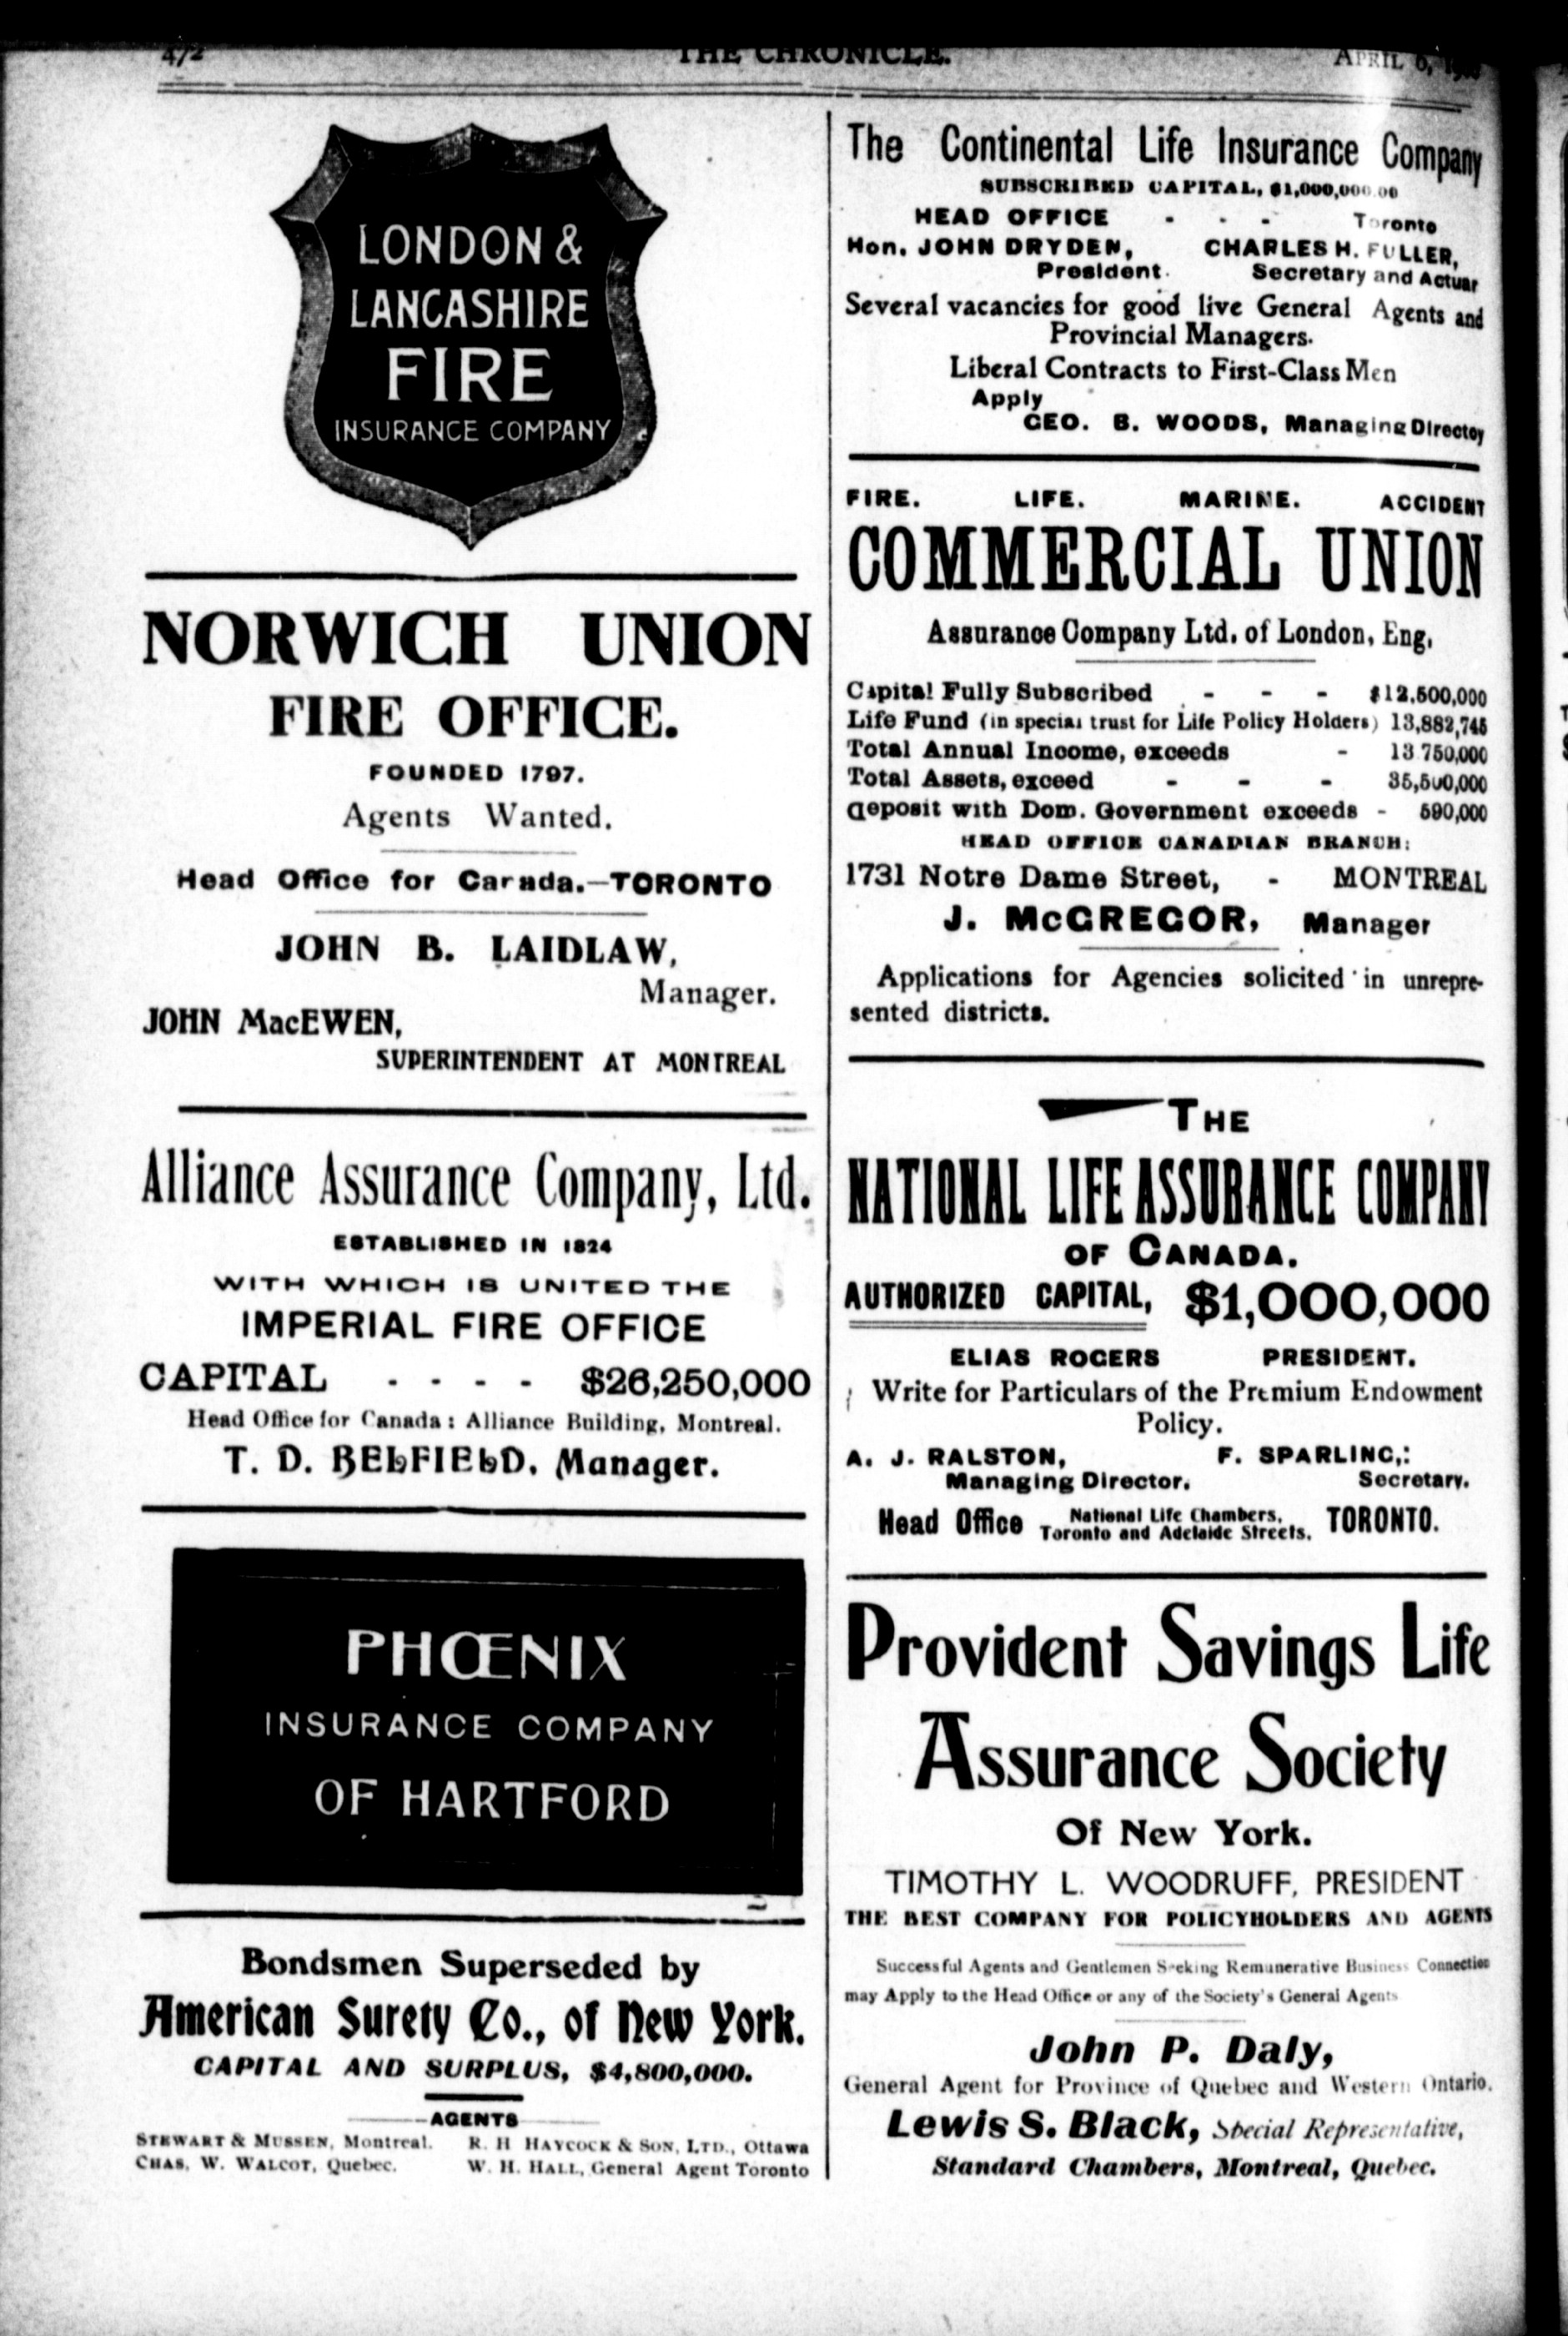 472
THE CHRONICLE.
APRIL 6,
LONDON &
LANCASHIRE
FIRE
INSURANCE COMPANY
NORWICH UNION
FIRE OFFICE.
FOUNDED 1797.
Agents Wanted.
Head Office for Carada.—TORONTO
JOHN B. LAIDLAW,
Manager.
JOHN MacEWEN,
SUPERINTENDENT AT MONTREAL
Alliance Assurance Company, Ltd.
ESTABLISHED IN 1824
WITH WHICH IS UNITED THE
IMPERIAL FIRE OFFICE
CAPITAL - - - - $26,250,000
Head Office for Canada : Alliance Building, Montreal.
T. D. BELFIELD. Manager.
PHŒNIX
INSURANCE COMPANY
OF HARTFORD
Bondsmen Superseded by
American Surety Co., of New York.
CAPITAL AND SURPLUS, $4,800,000.
AGENTS
STEWART & MUSSEN, Montreal. R. H HAYCOCK & SON, LTD., Ottawa
CHAS. W. WALCOT, Quebec. W. H. HALL, General Agent Toronto
The Continental Life Insurance Company
SUBSCRIBED CAPITAL, $1,000,000.00
HEAD OFFICE - - - Toronto
Hon. JOHN DRYDEN, CHARLES H. FULLER,
President. Secretary and Actuar
Several vacancies for good live General Agents and
Provincial Managers.
Liberal Contracts to First-Class Men
Apply
GEO. B. WOODS, Managing Director
FIRE. LIFE. MARINE. ACCIDENT
COMMERCIAL UNION
Assurance Company Ltd. of London, Eng.
Capital Fully Subscribed - - - $12,500,000
Life Fund (in special trust for Life Policy Holders) 13,882,745
Total Annual Income, exceeds - 13 750,000
Total Assets, exceed - - - 35,500,000
Deposit with Dom. Government exceeds - 590,000
HEAD OFFICE CANADIAN BRANCH:
1731 Notre Dame Street, - MONTREAL
J. McGREGOR, Manager
Applications for Agencies solicited in unrepre-
sented districts.
THE
NATIONAL LIFE ASSURANCE COMPANY
OF CANADA.
AUTHORIZED CAPITAL, $1,000,000
ELIAS ROGERS PRESIDENT.
Write for Particulars of the Premium Endowment
Policy.
A. J. RALSTON, F. SPARLING,:
Managing Director. Secretary.
Head Office National Life Chambers, TORONTO.
Toronto and Adelaide Streets.
Provident Savings Life
Assurance Society
Of New York.
TIMOTHY L. WOODRUFF, PRESIDENT
THE BEST COMPANY FOR POLICYHOLDERS AND AGENTS
Successful Agents and Gentlemen Seeking Remunerative Business Connection
may Apply to the Head Office or any of the Society's General Agents
John P. Daly,
General Agent for Province of Quebec and Western Ontario.
Lewis S. Black, Special Representative,
Standard Chambers, Montreal, Quebec.